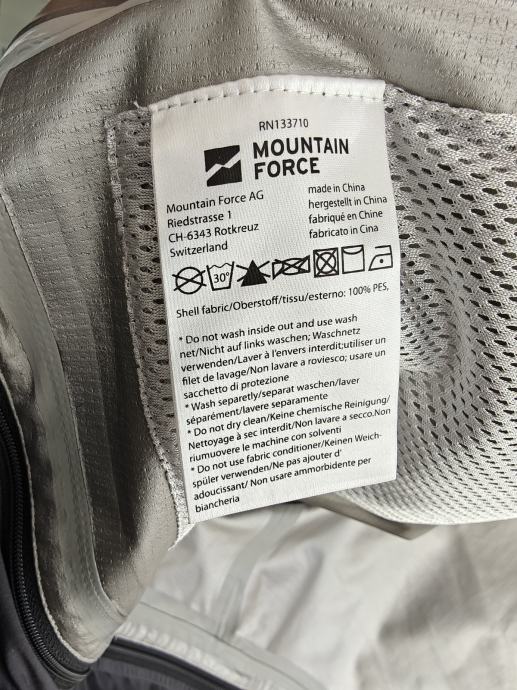 RN133710
MOUNTAIN
FORCE
Mountain Force AG
Riedstrasse 1
CH-6343 Rotkreuz
Switzerland
made in China
hergestellt in China
fabriqué en Chine
fabricato in Cina
30°
Shell fabric/Oberstoff/tissu/esterno: 100% PES,
* Do not wash inside out and use wash
net/Nicht auf links waschen; Waschnetz
verwenden/Laver à l'envers interdit;utiliser un
filet de lavage/Non lavare a roviesco; usare un
sacchetto di protezione
* Wash separetly/separat waschen/laver
séparément/lavere separamente
* Do not dry clean/Keine chemische Reinigung/
Nettoyage à sec interdit/Non lavare a secco.Non
riumuovere le machine con solventi
* Do not use fabric conditioner/Keinen Weich-
spüler verwenden/Ne pas ajouter d'
adoucissant/ Non usare ammorbidente per
biancheria